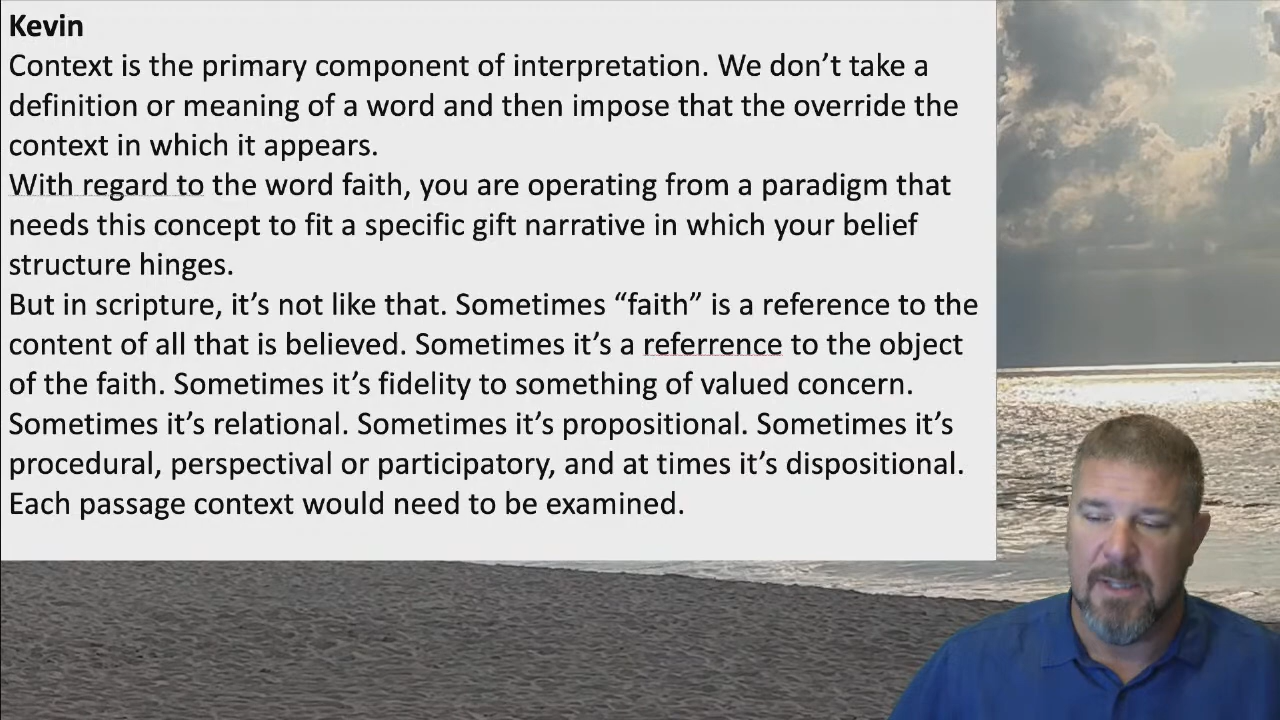 Kevin
Context is the primary component of interpretation. We don’t take a
definition or meaning of a word and then impose that the override the
context in which it appears.
With regard to the word faith, you are operating from a paradigm that
needs this concept to fit a specific gift narrative in which your belief
structure hinges.
But in scripture, it’s not like that. Sometimes “faith” is a reference to the
content of all that is believed. Sometimes it’s a referrence to the object
of the faith. Sometimes it’s fidelity to something of valued concern.
Sometimes it’s relational. Sometimes it’s propositional. Sometimes it’s
procedural, perspectival or participatory, and at times it’s dispositional.
Each passage context would need to be examined.